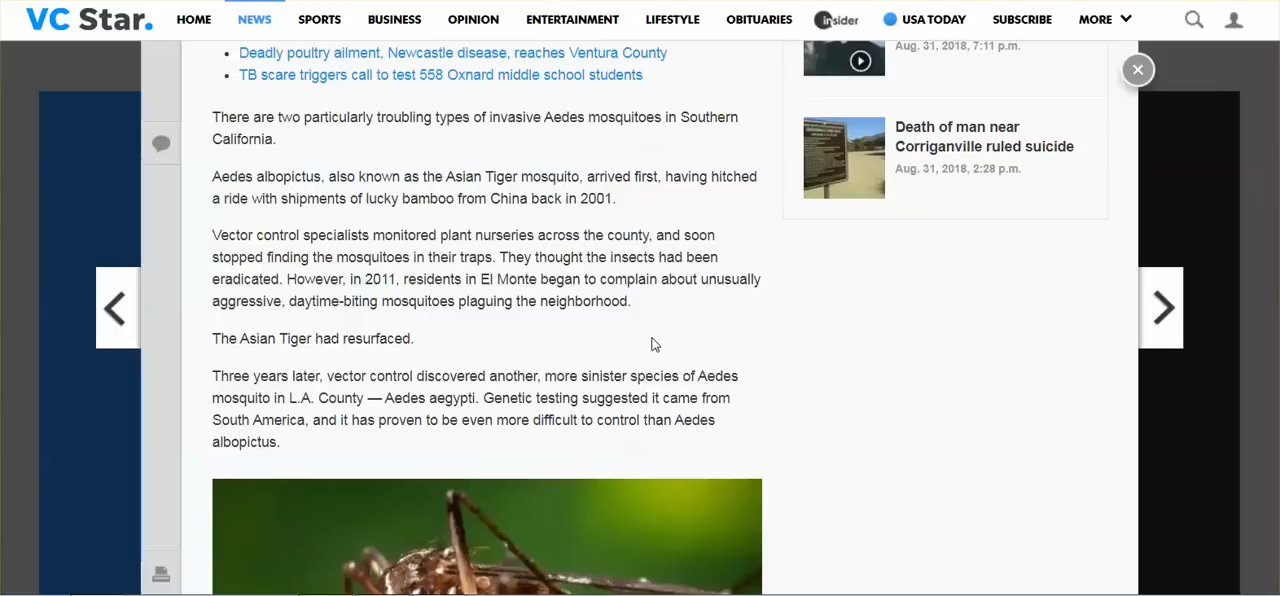 VC Star.
HOME NEWS SPORTS BUSINESS OPINION ENTERTAINMENT LIFESTYLE OBITUARIES Insider USA TODAY SUBSCRIBE MORE
Deadly poultry ailment, Newcastle disease, reaches Ventura County
TB scare triggers call to test 558 Oxnard middle school students
There are two particularly troubling types of invasive Aedes mosquitoes in Southern
California.
Aedes albopictus, also known as the Asian Tiger mosquito, arrived first, having hitched
a ride with shipments of lucky bamboo from China back in 2001.
Vector control specialists monitored plant nurseries across the county, and soon
stopped finding the mosquitoes in their traps. They thought the insects had been
eradicated. However, in 2011, residents in El Monte began to complain about unusually
aggressive, daytime-biting mosquitoes plaguing the neighborhood.
The Asian Tiger had resurfaced.
Three years later, vector control discovered another, more sinister species of Aedes
mosquito in L.A. County — Aedes aegypti. Genetic testing suggested it came from
South America, and it has proven to be even more difficult to control than Aedes
albopictus.
Aug. 31, 2018, 7:11 p.m.
Death of man near
Corriganville ruled suicide
Aug. 31, 2018, 2:28 p.m.